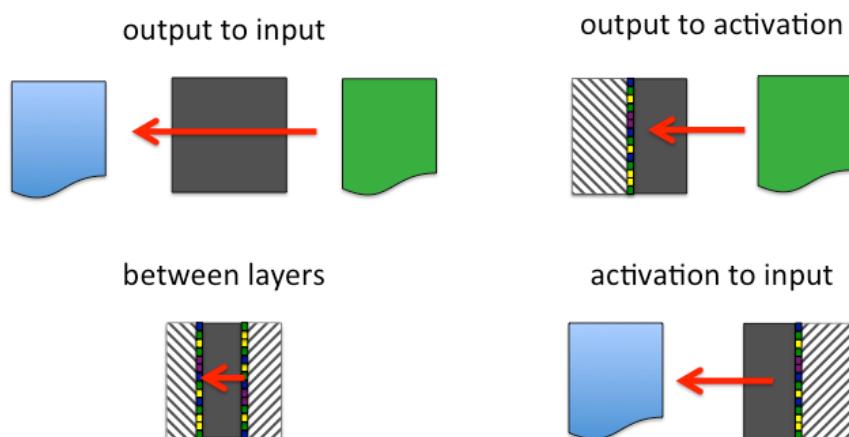 output to input
output to activation
between layers
activation to input